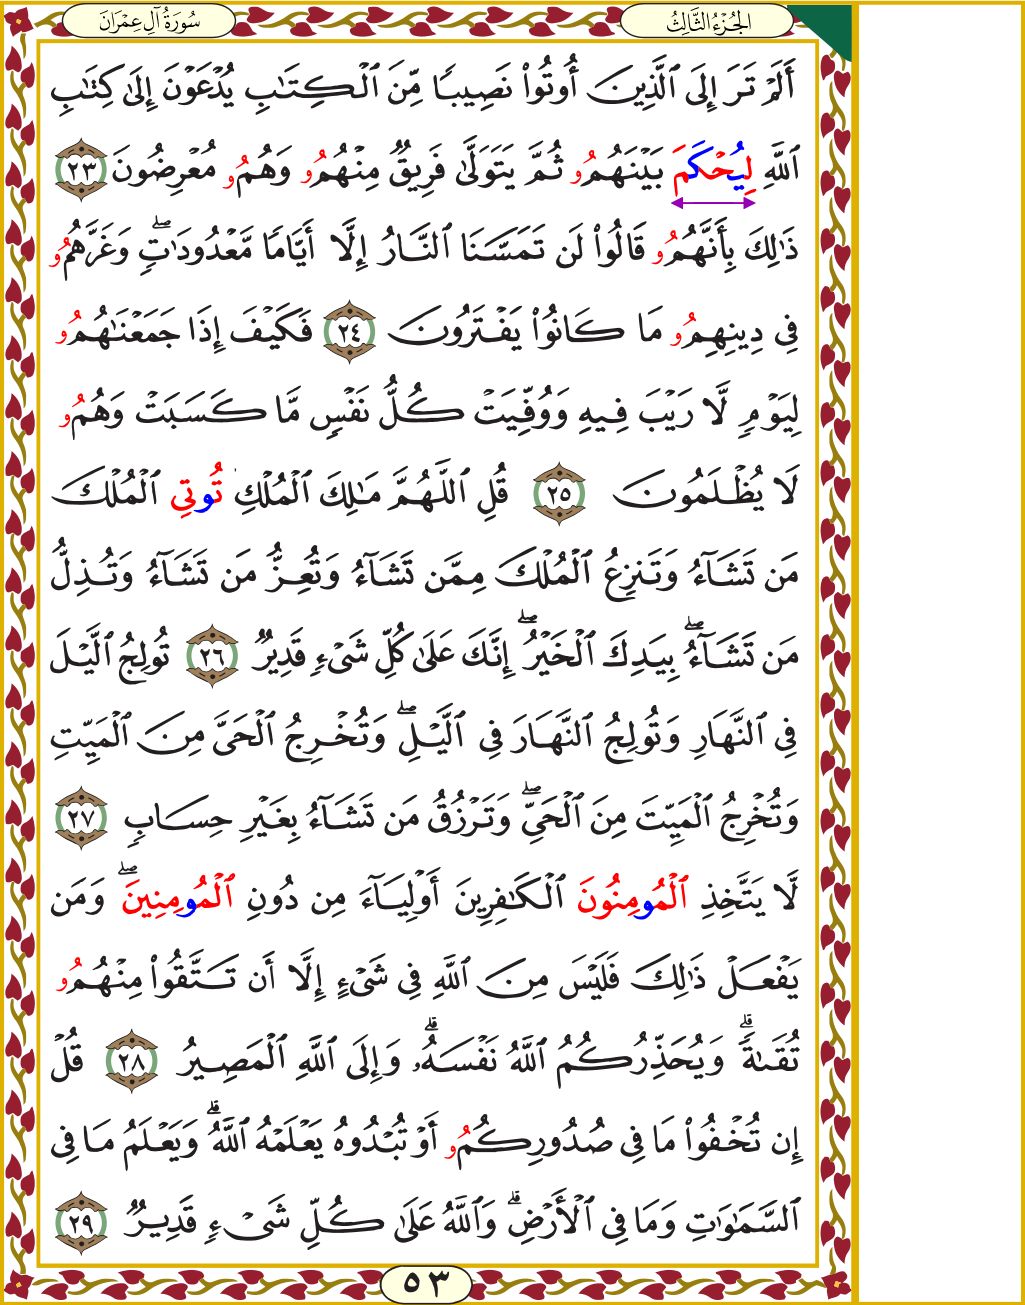 الجُزْءُ الثَّالِثُ
سُورَةُ آلِ عِمْرَانَ
أَلَمْ تَرَ إِلَى ٱلَّذِينَ أُوتُوا۟ نَصِيبًا مِّنَ ٱلْكِتَـٰبِ يُدْعَوْنَ إِلَىٰ كِتَـٰبِ
ٱللَّهِ لِيُحْكَمَ بَيْنَهُمُۥ ثُمَّ يَتَوَلَّىٰ فَرِيقٌ مِنْهُمُۥ وَهُمُۥ مُعْرِضُونَ ٢٣
ذَٰلِكَ بِأَنَّهُمُۥ قَالُوا۟ لَن تَمَسَّنَا ٱلنَّارُ إِلَّا أَيَّامًا مَّعْدُودَٰتٍ ۖ وَغَرَّهُمُۥ
فِى دِينِهِمُۥ مَا كَانُوا۟ يَفْتَرُونَ ٢٤ فَكَيْفَ إِذَا جَمَعْنَـٰهُمُۥ
لِيَوْمٍ لَّا رَيْبَ فِيهِ وَوُفِّيَتْ كُلُّ نَفْسٍ مَّا كَسَبَتْ وَهُمُۥ
لَا يُظْلَمُونَ ٢٥ قُلِ ٱللَّهُمَّ مَـٰلِكَ ٱلْمُلْكِ تُوتِى ٱلْمُلْكَ
مَن تَشَآءُ وَتَنزِعُ ٱلْمُلْكَ مِمَّن تَشَآءُ وَتُعِزُّ مَن تَشَآءُ وَتُذِلُّ
مَن تَشَآءُ ۖ بِيَدِكَ ٱلْخَيْرُ ۖ إِنَّكَ عَلَىٰ كُلِّ شَىْءٍ قَدِيرٌ ٢٦ تُولِجُ ٱلَّيْلَ
فِى ٱلنَّهَارِ وَتُولِجُ ٱلنَّهَارَ فِى ٱلَّيْلِ ۖ وَتُخْرِجُ ٱلْحَىَّ مِنَ ٱلْمَيِّتِ
وَتُخْرِجُ ٱلْمَيِّتَ مِنَ ٱلْحَىِّ ۖ وَتَرْزُقُ مَن تَشَآءُ بِغَيْرِ حِسَابٍ ٢٧
لَّا يَتَّخِذِ ٱلْمُومِنُونَ ٱلْكَـٰفِرِينَ أَوْلِيَآءَ مِن دُونِ ٱلْمُومِنِينَ ۖ وَمَن
يَفْعَلْ ذَٰلِكَ فَلَيْسَ مِنَ ٱللَّهِ فِى شَىْءٍ إِلَّا أَن تَتَّقُوا۟ مِنْهُمُۥ
تُقَىٰةً ۗ وَيُحَذِّرُكُمُ ٱللَّهُ نَفْسَهُۥ ۗ وَإِلَى ٱللَّهِ ٱلْمَصِيرُ ٢٨ قُلْ
إِن تُخْفُوا۟ مَا فِى صُدُورِكُمُۥ أَوْ تُبْدُوهُ يَعْلَمْهُ ٱللَّهُ ۗ وَيَعْلَمُ مَا فِى
ٱلسَّمَـٰوَٰتِ وَمَا فِى ٱلْأَرْضِ ۗ وَٱللَّهُ عَلَىٰ كُلِّ شَىْءٍ قَدِيرٌ ٢٩
٥٣